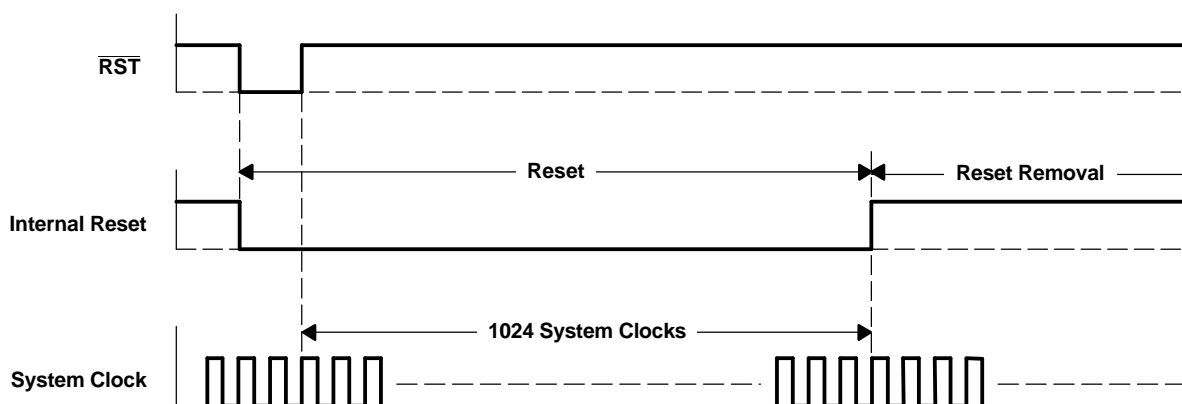 RST
Reset
Reset Removal
Internal Reset
1024 System Clocks
System Clock